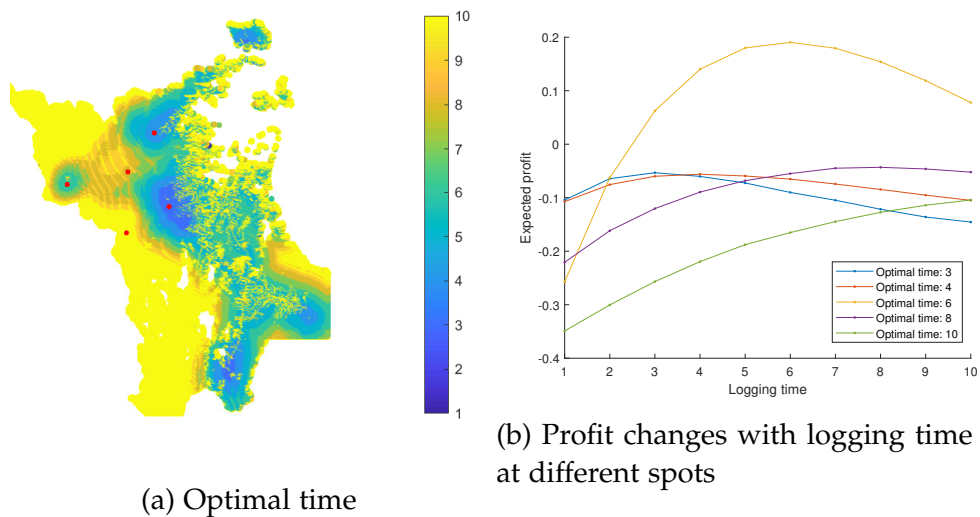 10
9
8
7
6
5
4
3
2
1
0.2
0.1
0
-0.1
-0.2
-0.3
-0.4
Expected profit
1 2 3 4 5 6 7 8 9 10
Logging time
Optimal time: 3
Optimal time: 4
Optimal time: 6
Optimal time: 8
Optimal time: 10
(a) Optimal time
(b) Profit changes with logging time
at different spots